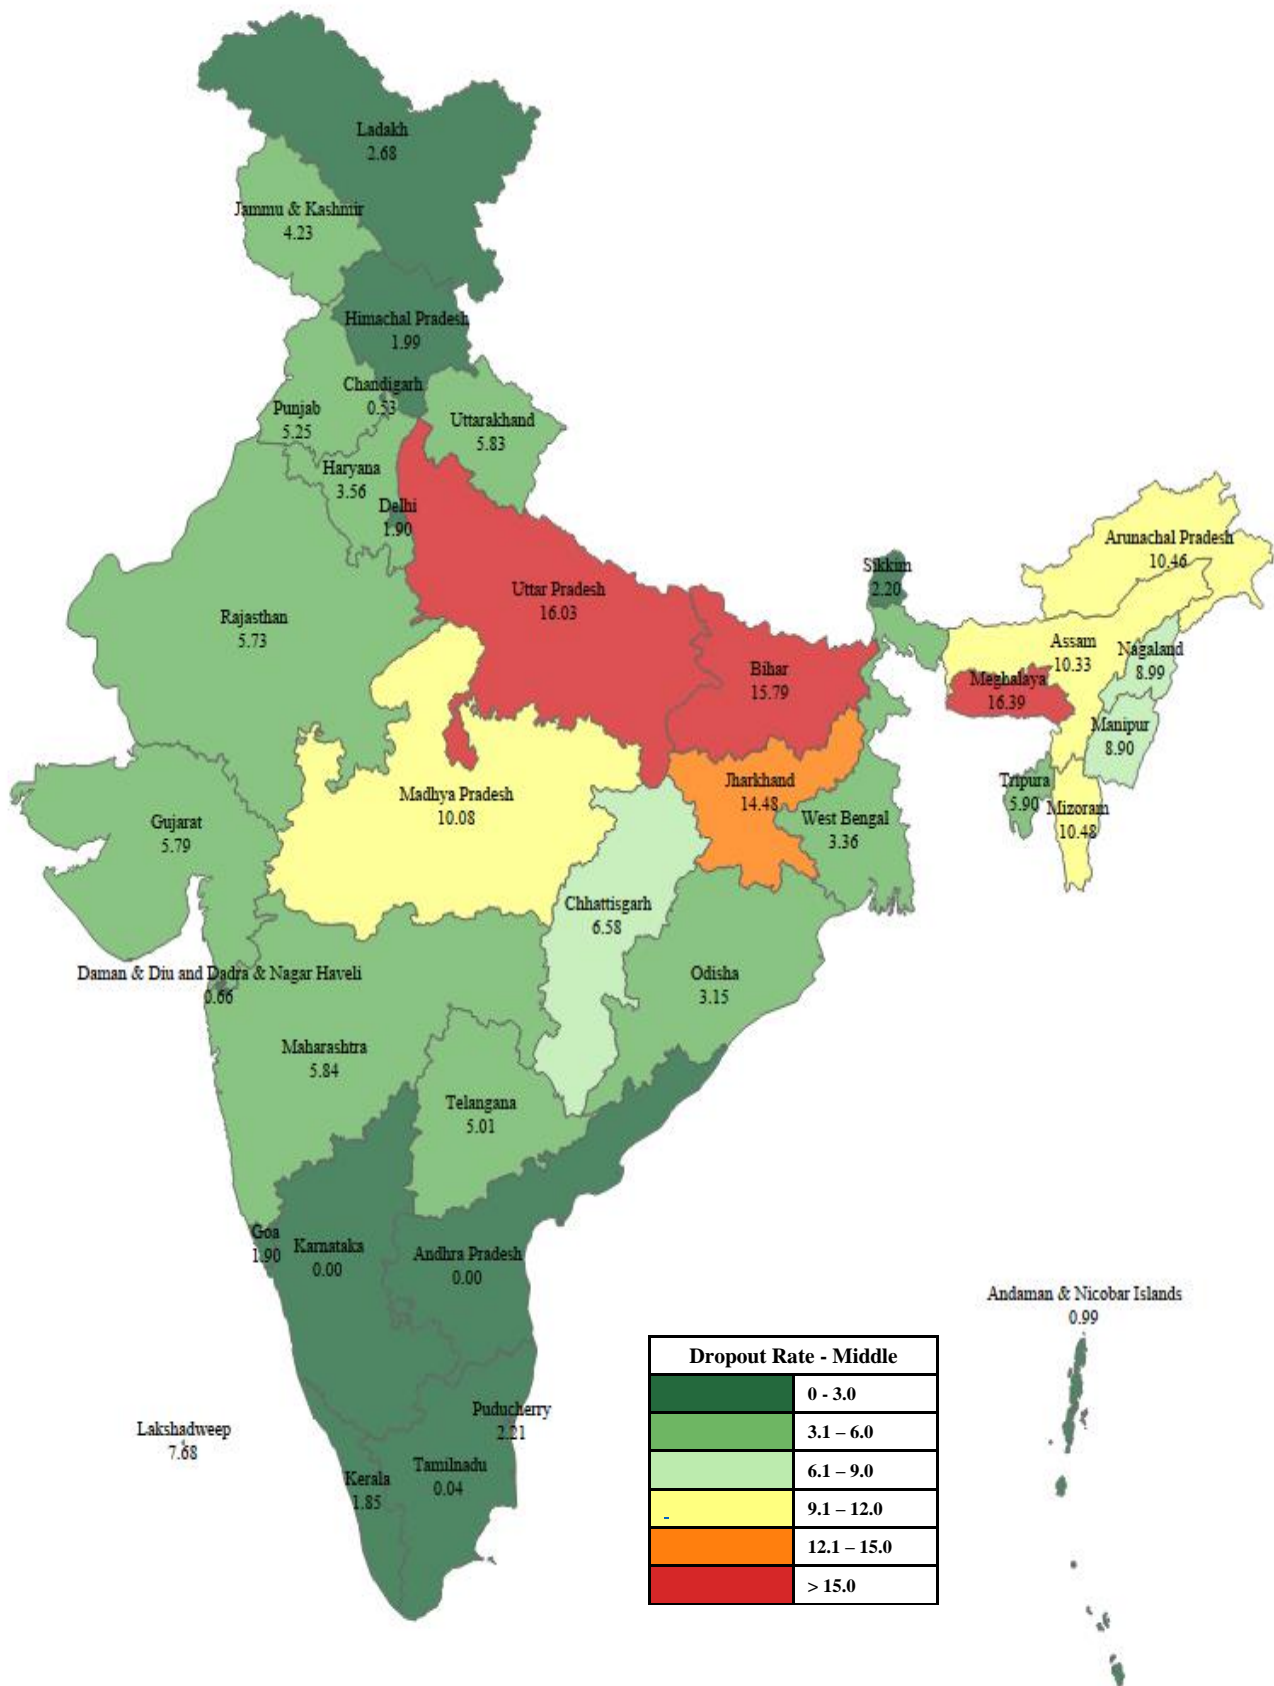 Ladakh
2.68
Jammu & Kashmir
4.23
Himachal Pradesh
1.99
Chandigarh
0.53
Punjab
5.25
Uttarakhand
5.83
Haryana
3.56
Delhi
1.90
Arunachal Pradesh
10.46
Sikkim
2.20
Uttar Pradesh
16.03
Rajasthan
5.73
Assam
10.33
Nagaland
8.99
Bihar
15.79
Meghalaya
16.39
Manipur
8.90
Jharkhand
14.48
Tripura
5.90
Madhya Pradesh
10.08
Mizoram
10.48
West Bengal
3.36
Gujarat
5.79
Chhattisgarh
6.58
Daman & Diu and Dadra & Nagar Haveli
0.66
Odisha
3.15
Maharashtra
5.84
Telangana
5.01
Goa
1.90
Karnataka
0.00
Andhra Pradesh
0.00
Andaman & Nicobar Islands
0.99
Dropout Rate - Middle
0 - 3.0
3.1 – 6.0
6.1 – 9.0
9.1 – 12.0
12.1 – 15.0
> 15.0
Puducherry
2.21
Lakshadweep
7.68
Tamilnadu
0.04
Kerala
1.85